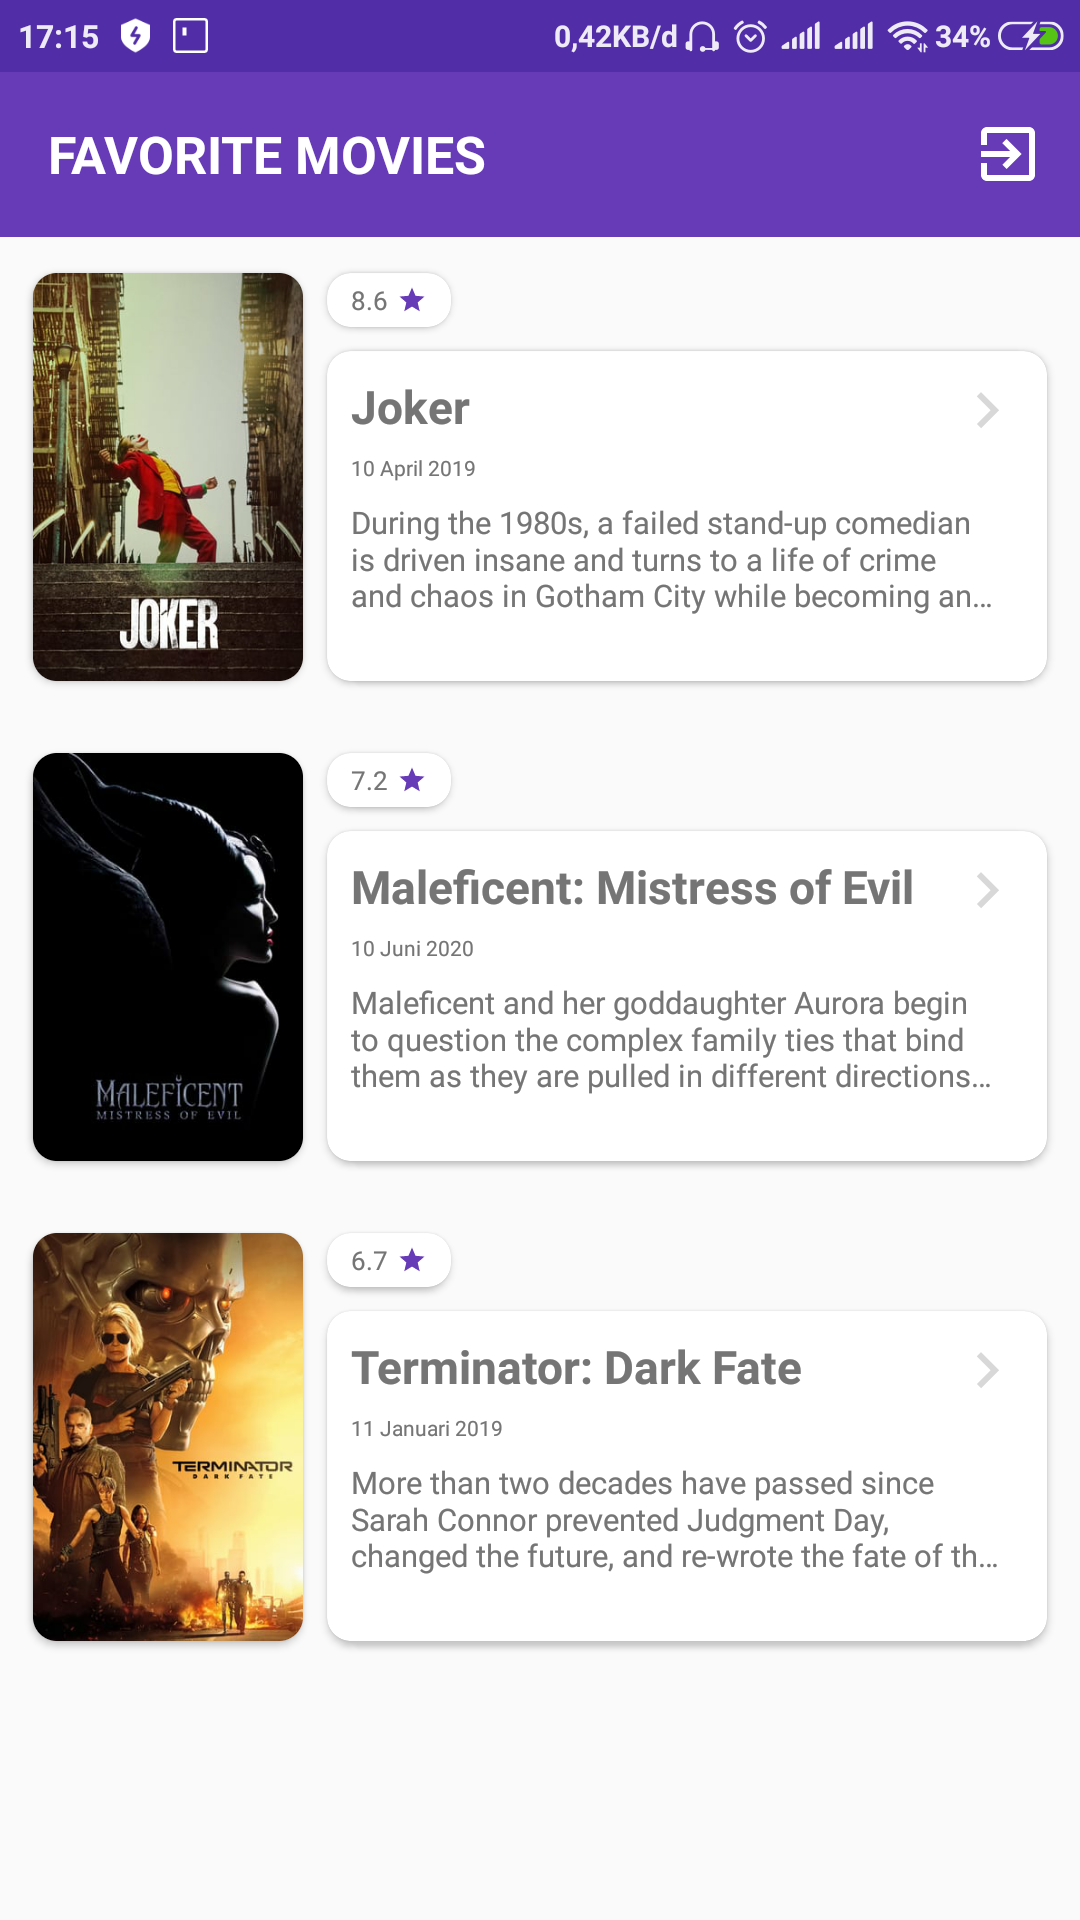 17:15
0,42KB/d
34%
FAVORITE MOVIES
JOKER
8.6
Joker
10 April 2019
During the 1980s, a failed stand-up comedian
is driven insane and turns to a life of crime
and chaos in Gotham City while becoming an...
MALEFICENT
MISTRESS OF EVIL
7.2
Maleficent: Mistress of Evil
10 Juni 2020
Maleficent and her goddaughter Aurora begin
to question the complex family ties that bind
them as they are pulled in different directions...
TERMINATOR
DARK FATE
6.7
Terminator: Dark Fate
11 Januari 2019
More than two decades have passed since
Sarah Connor prevented Judgment Day,
changed the future, and re-wrote the fate of th...